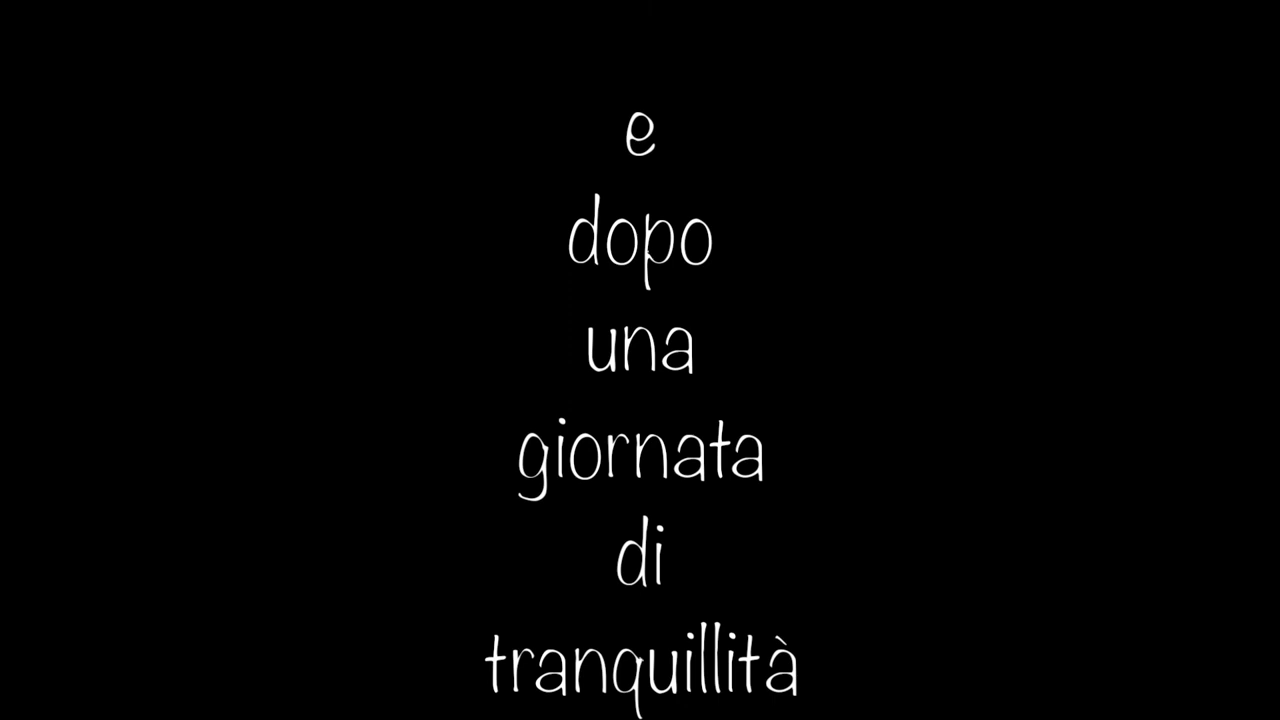 e
dopo
una
giornata
di
tranquillità